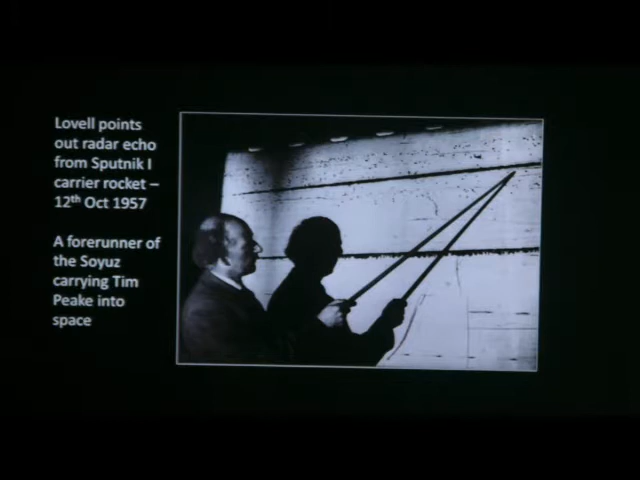 Lovell points
out radar echo
from Sputnik I
carrier rocket –
12th Oct 1957
A forerunner of
the Soyuz
carrying Tim
Peake into
space